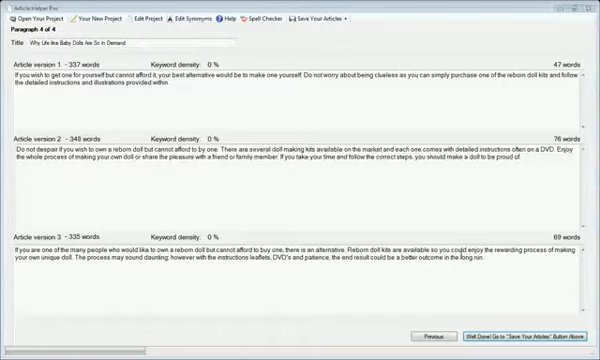 Article Helper Pro
Open Your Project Your New Project Edit Project Edit Synonyms Help Spell Checker Save Your Articles
Paragraph 4 of 4
Title Why Life-like Baby Dolls Are So In Demand
Article version 1 - 337 words Keyword density: 0 % 47 words
If you wish to get one for yourself but cannot afford it, your best alternative would be to make one yourself. Do not worry about being clueless as you can simply purchase one of the reborn doll kits and follow
the detailed instructions and illustrations provided within.
Article version 2 - 348 words Keyword density: 0 % 76 words
Do not despair if you wish to own a reborn doll but cannot afford to by one. There are several doll making kits available on the market and each one comes with detailed instructions often on a DVD. Enjoy
the whole process of making your own doll or share the pleasure with a friend or family member. If you take your time and follow the correct steps, you should make a doll to be proud of.
Article version 3 - 335 words Keyword density: 0 % 69 words
If you are one of the many people who would like to own a reborn doll but cannot afford to buy one, there is an alternative. Reborn doll kits are available so you could enjoy the rewarding process of making
your own unique doll. The process may sound daunting; however with the instructions leaflets, DVD's and patience, the end result could be a better outcome in the long run.
Previous Well Done! Go to "Save Your Articles" Button Above